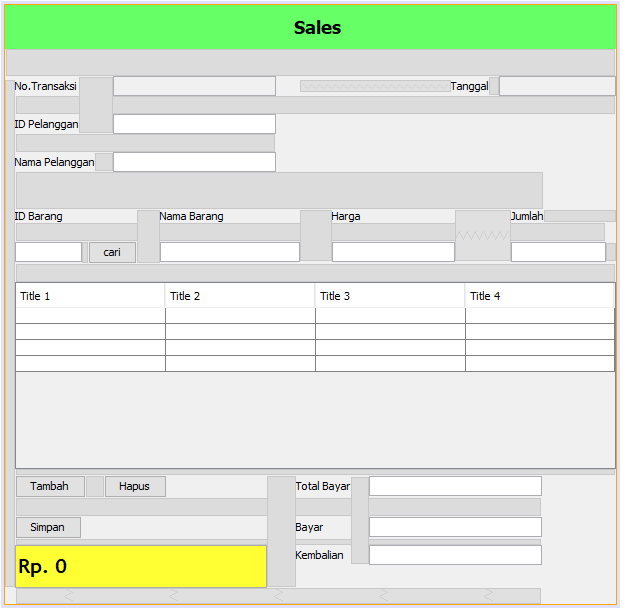 Sales
No.Transaksi Tanggal
ID Pelanggan
Nama Pelanggan
ID Barang Nama Barang Harga Jumlah
cari
Title 1 Title 2 Title 3 Title 4
Tambah Hapus Total Bayar
Simpan Bayar
Rp. 0 Kembalian